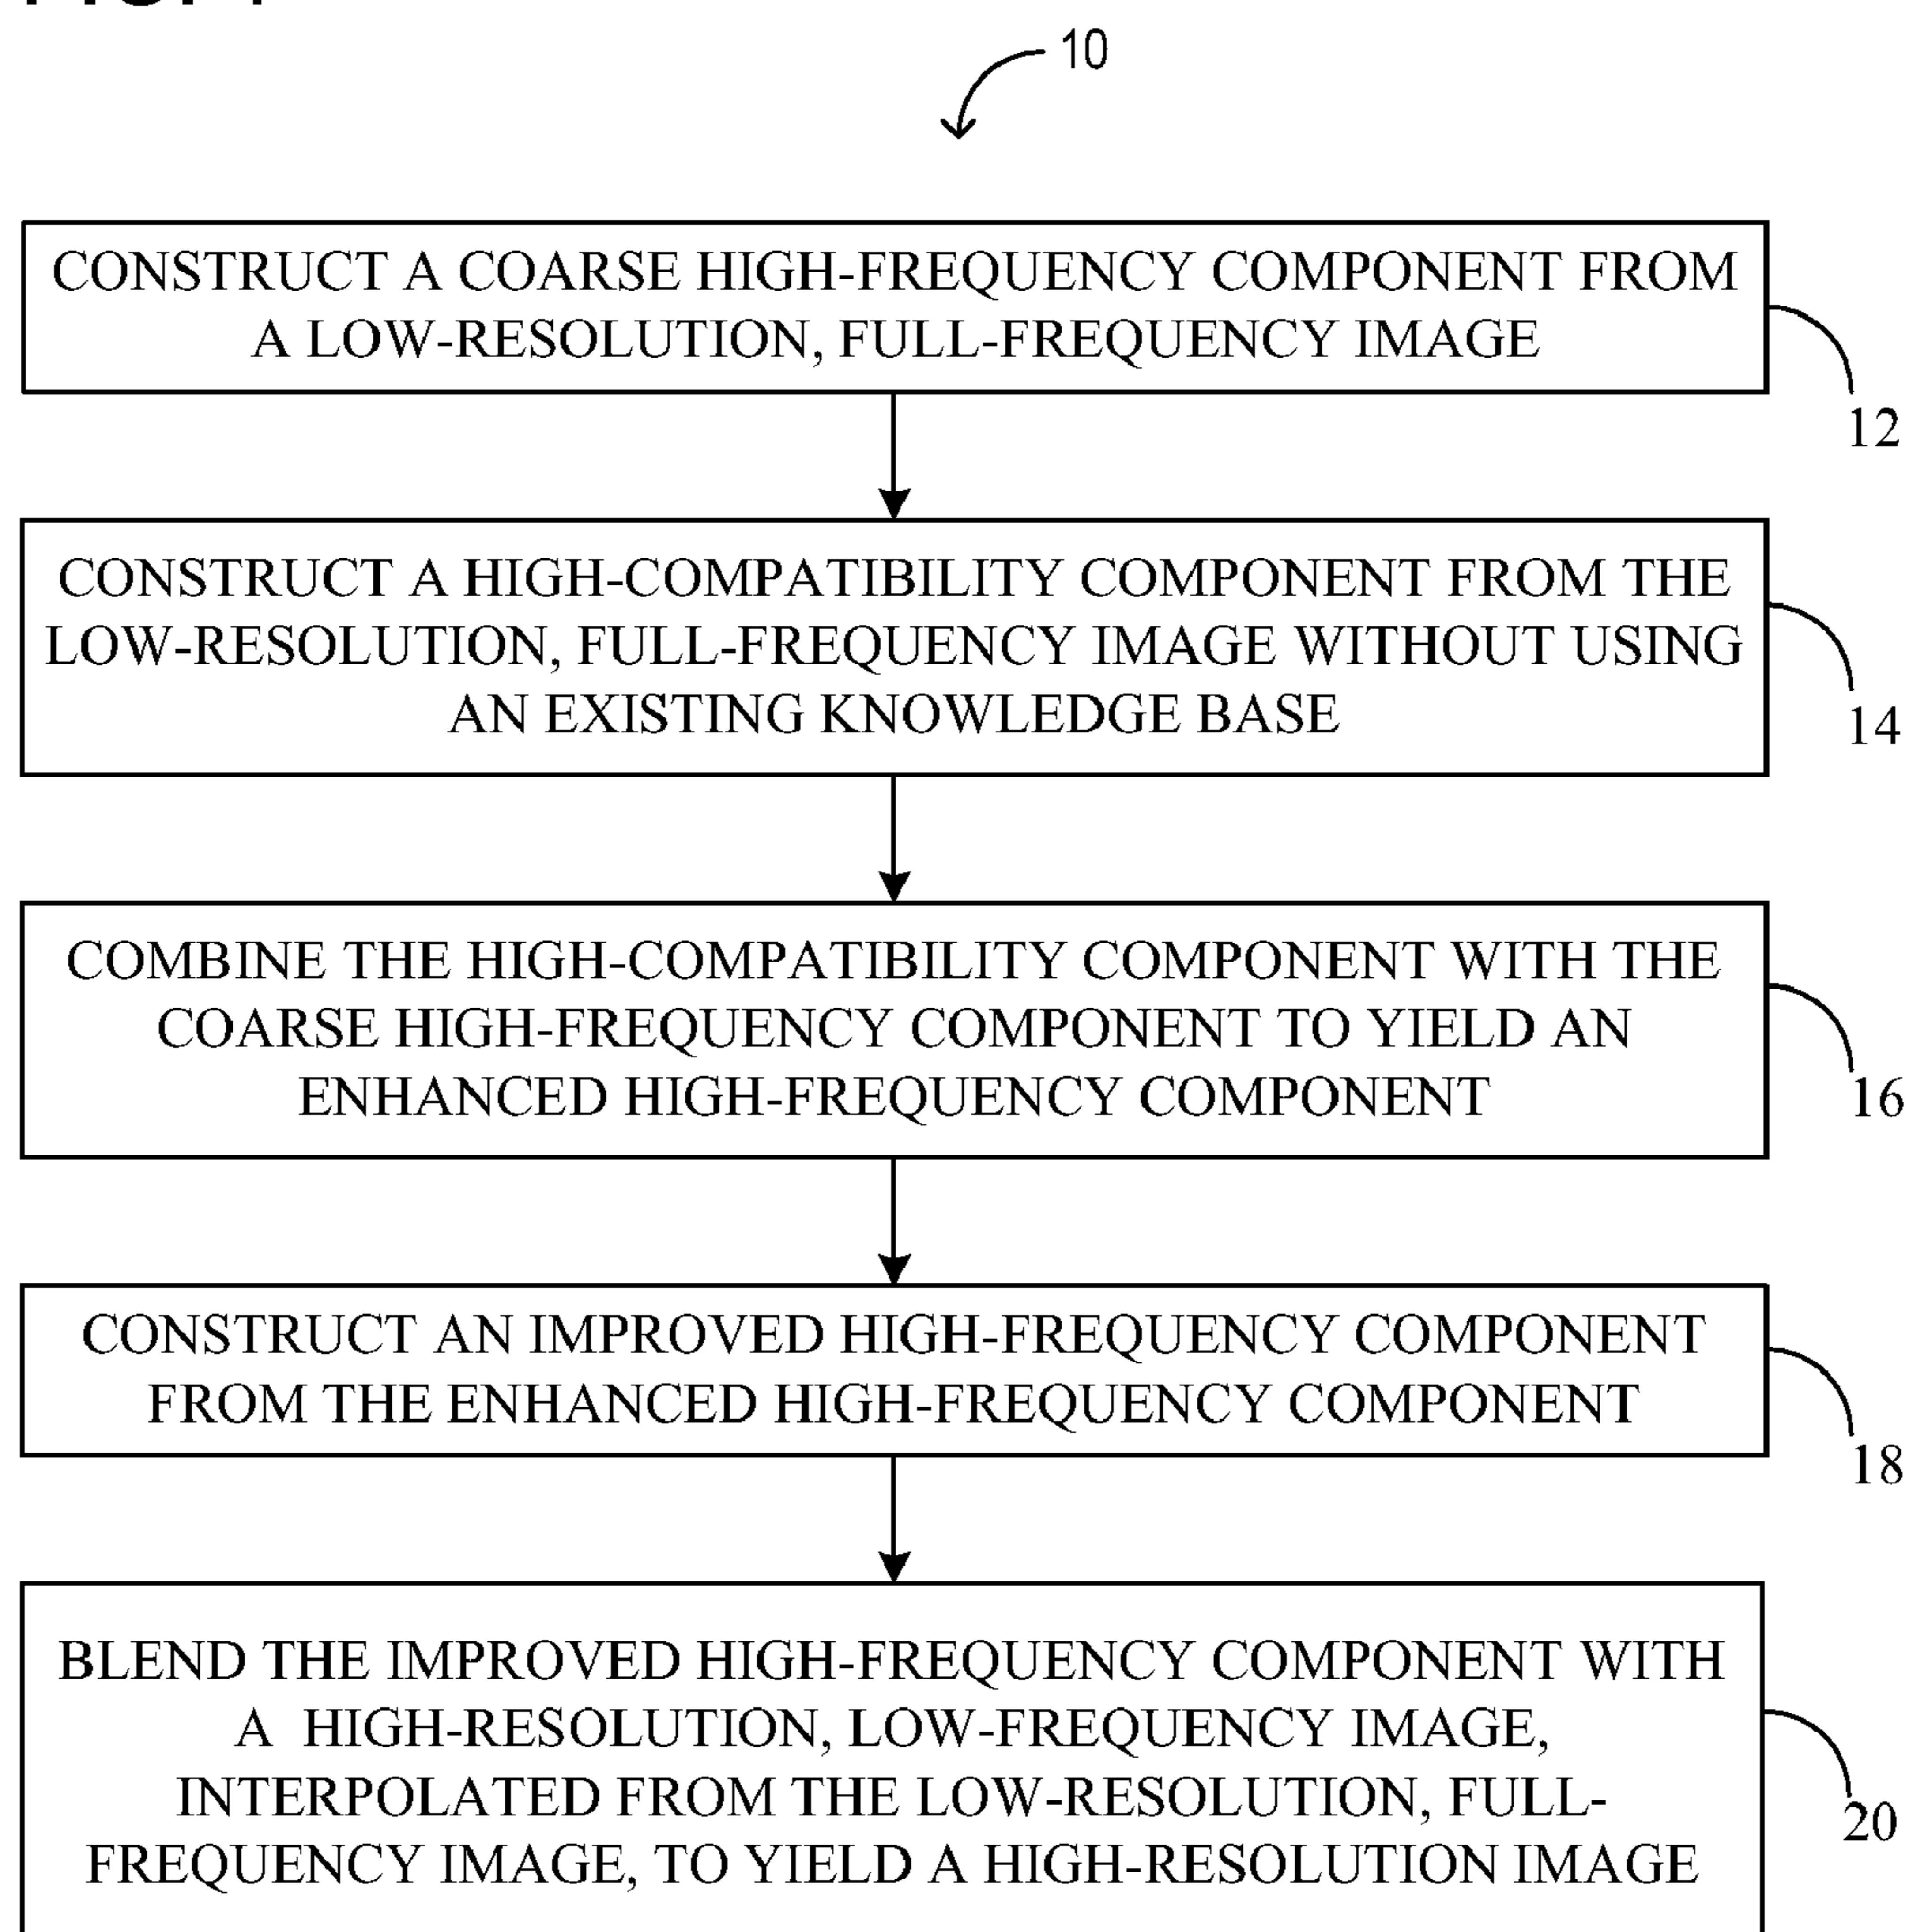 10
CONSTRUCT A COARSE HIGH-FREQUENCY COMPONENT FROM
A LOW-RESOLUTION, FULL-FREQUENCY IMAGE
12
CONSTRUCT A HIGH-COMPATIBILITY COMPONENT FROM THE
LOW-RESOLUTION, FULL-FREQUENCY IMAGE WITHOUT USING
AN EXISTING KNOWLEDGE BASE
14
COMBINE THE HIGH-COMPATIBILITY COMPONENT WITH THE
COARSE HIGH-FREQUENCY COMPONENT TO YIELD AN
ENHANCED HIGH-FREQUENCY COMPONENT
16
CONSTRUCT AN IMPROVED HIGH-FREQUENCY COMPONENT
FROM THE ENHANCED HIGH-FREQUENCY COMPONENT
18
BLEND THE IMPROVED HIGH-FREQUENCY COMPONENT WITH
A HIGH-RESOLUTION, LOW-FREQUENCY IMAGE,
INTERPOLATED FROM THE LOW-RESOLUTION, FULL-
FREQUENCY IMAGE, TO YIELD A HIGH-RESOLUTION IMAGE
20